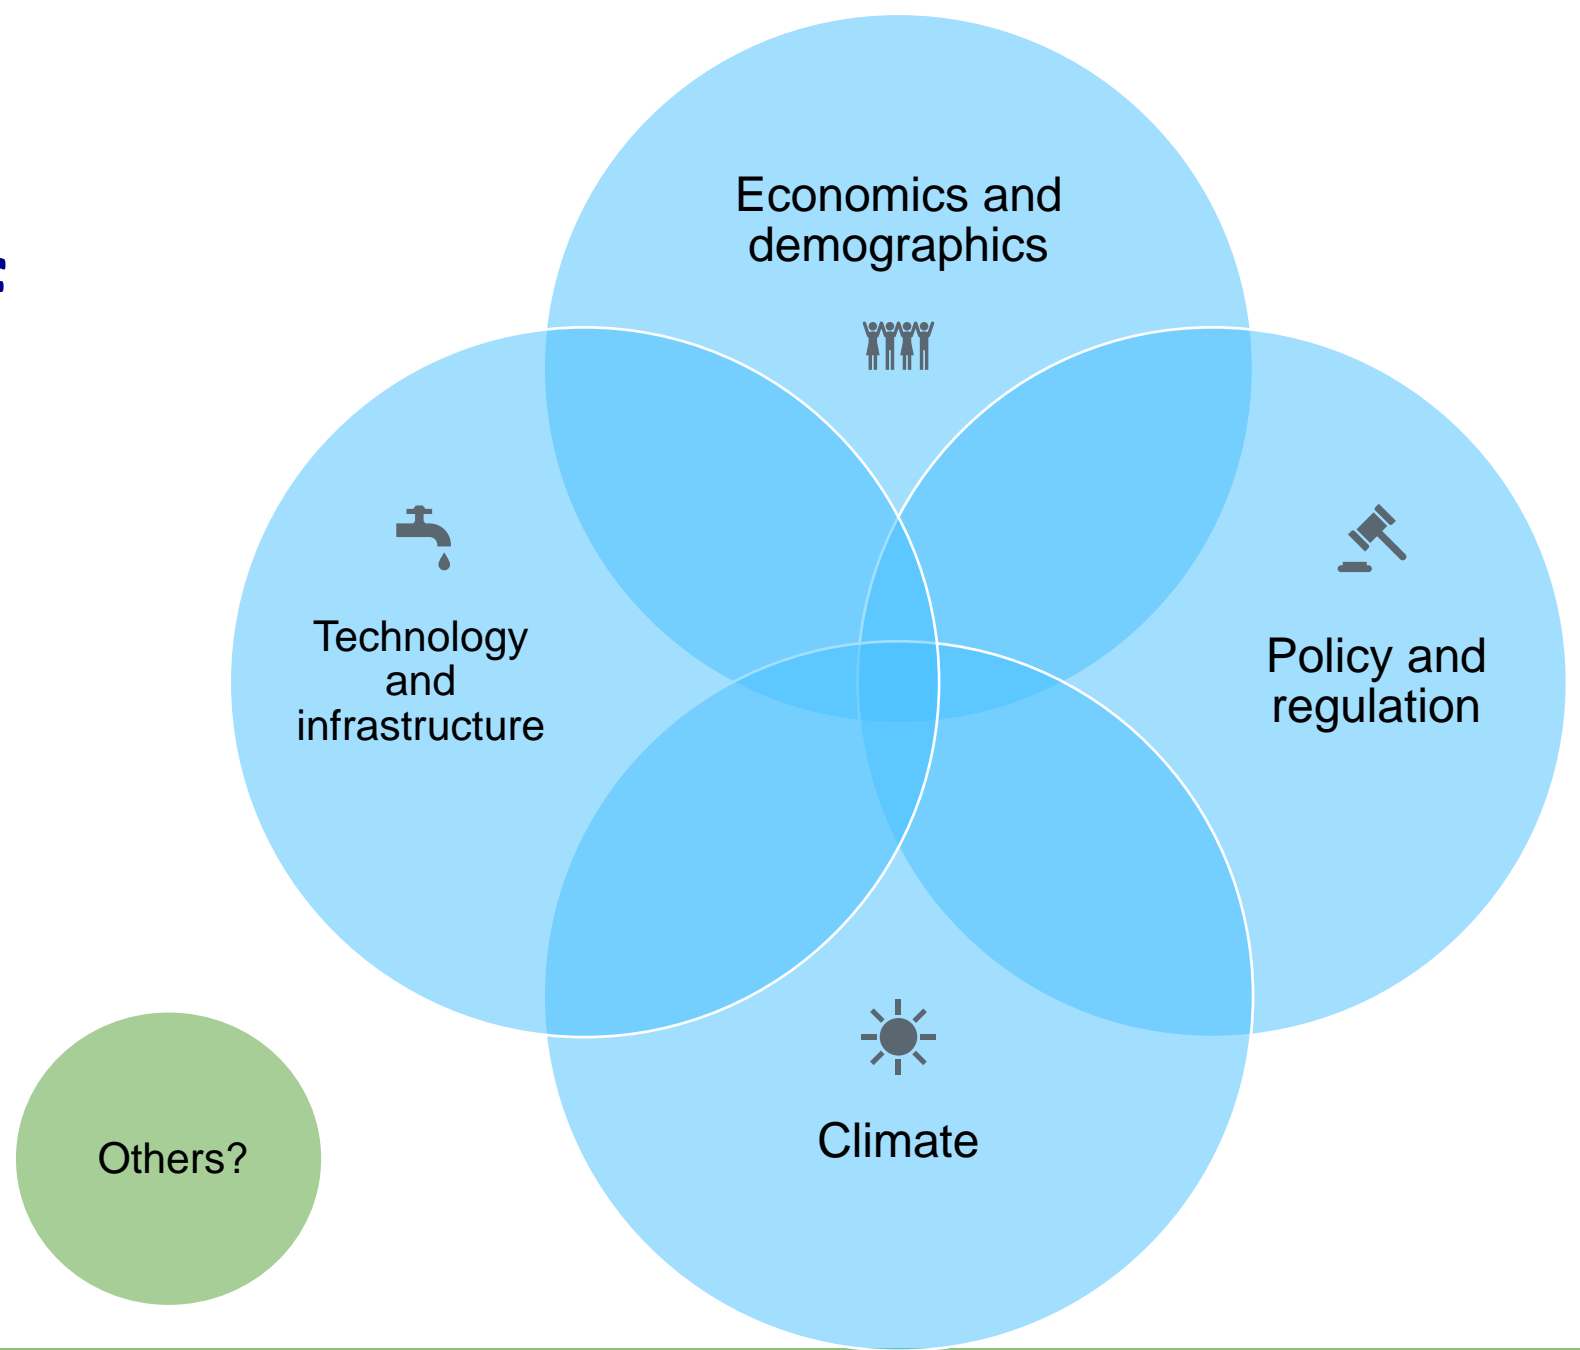 Economics and
demographics
Technology
and
infrastructure
Policy and
regulation
Climate
Others?